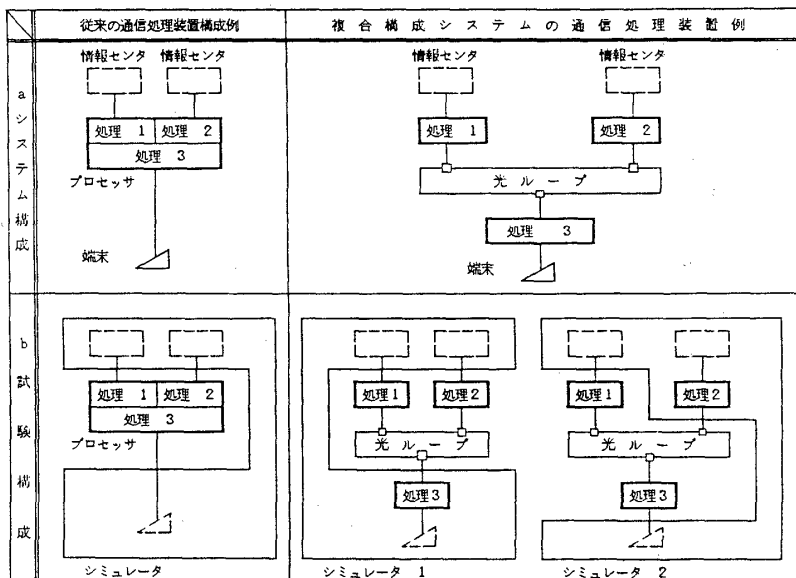 従来の通信処理装置構成例
複合構成システムの通信処理装置例
aシステム構成
情報センタ 情報センタ
処理 1 処理 2
処理 3
プロセッサ
端末
情報センタ 情報センタ
処理 1 処理 2
光ループ
処理 3
端末
b試験構成
処理 1 処理 2
処理 3
プロセッサ
シミュレータ
処理1 処理2
光ループ
処理3
シミュレータ 1
処理1 処理2
光ループ
処理3
シミュレータ 2